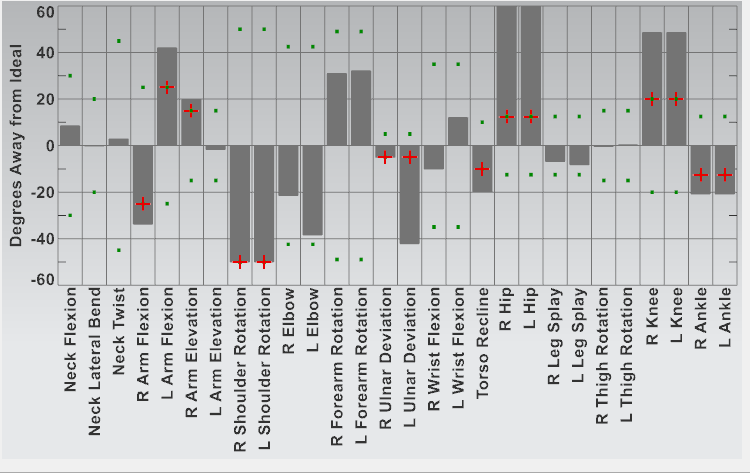 Degrees Away from Ideal
60
40
20
0
-20
-40
-60
Neck Flexion
Neck Lateral Bend
Neck Twist
R Arm Flexion
L Arm Flexion
R Arm Elevation
L Arm Elevation
R Shoulder Rotation
L Shoulder Rotation
R Elbow
L Elbow
R Forearm Rotation
L Forearm Rotation
R Ulnar Deviation
L Ulnar Deviation
R Wrist Flexion
L Wrist Flexion
Torso Recline
R Hip
L Hip
R Leg Splay
L Leg Splay
R Thigh Rotation
L Thigh Rotation
R Knee
L Knee
R Ankle
L Ankle